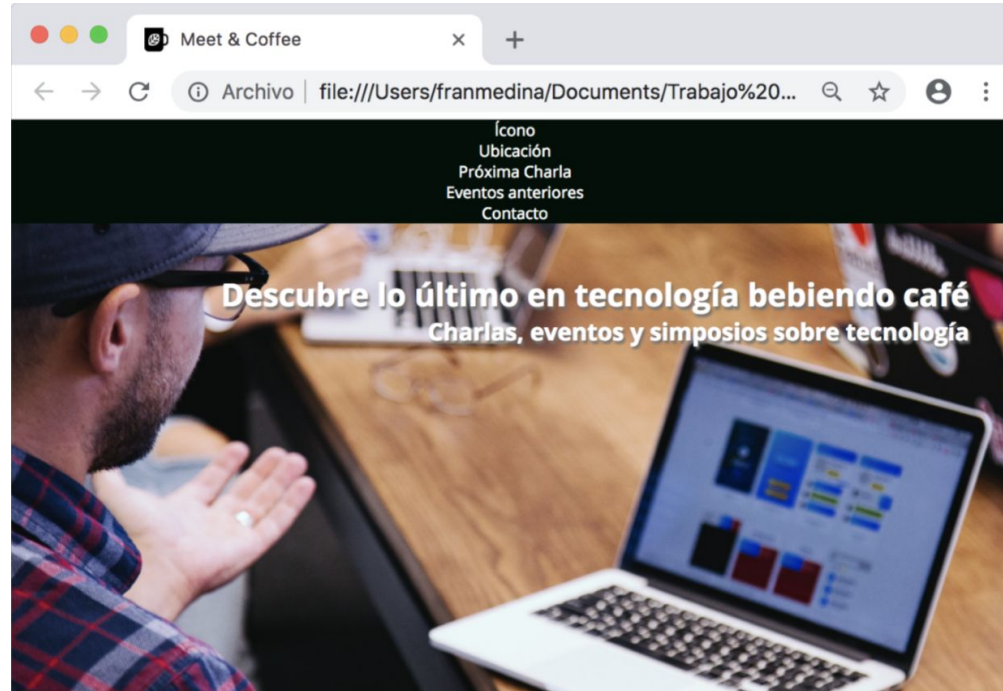 Meet & Coffee
Archivo file:///Users/franmedina/Documents/Trabajo%20...
Ícono
Ubicación
Próxima Charla
Eventos anteriores
Contacto
Descubre lo último en tecnología bebiendo café
Charlas, eventos y simposios sobre tecnología